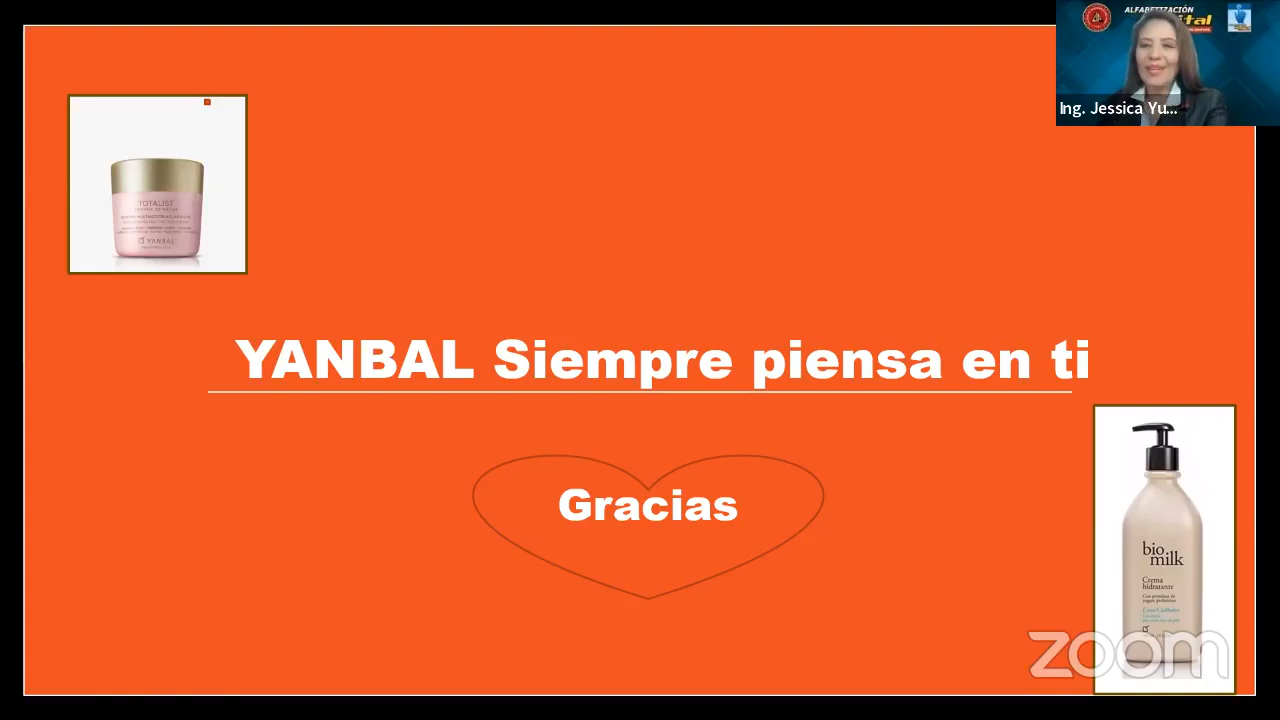 ALFABETIZACIÓN
Ing. Jessica Yu...
TOTALIST
YANBAL
YANBAL Siempre piensa en ti
Gracias
bio
milk
Crema
hidratante
zoom